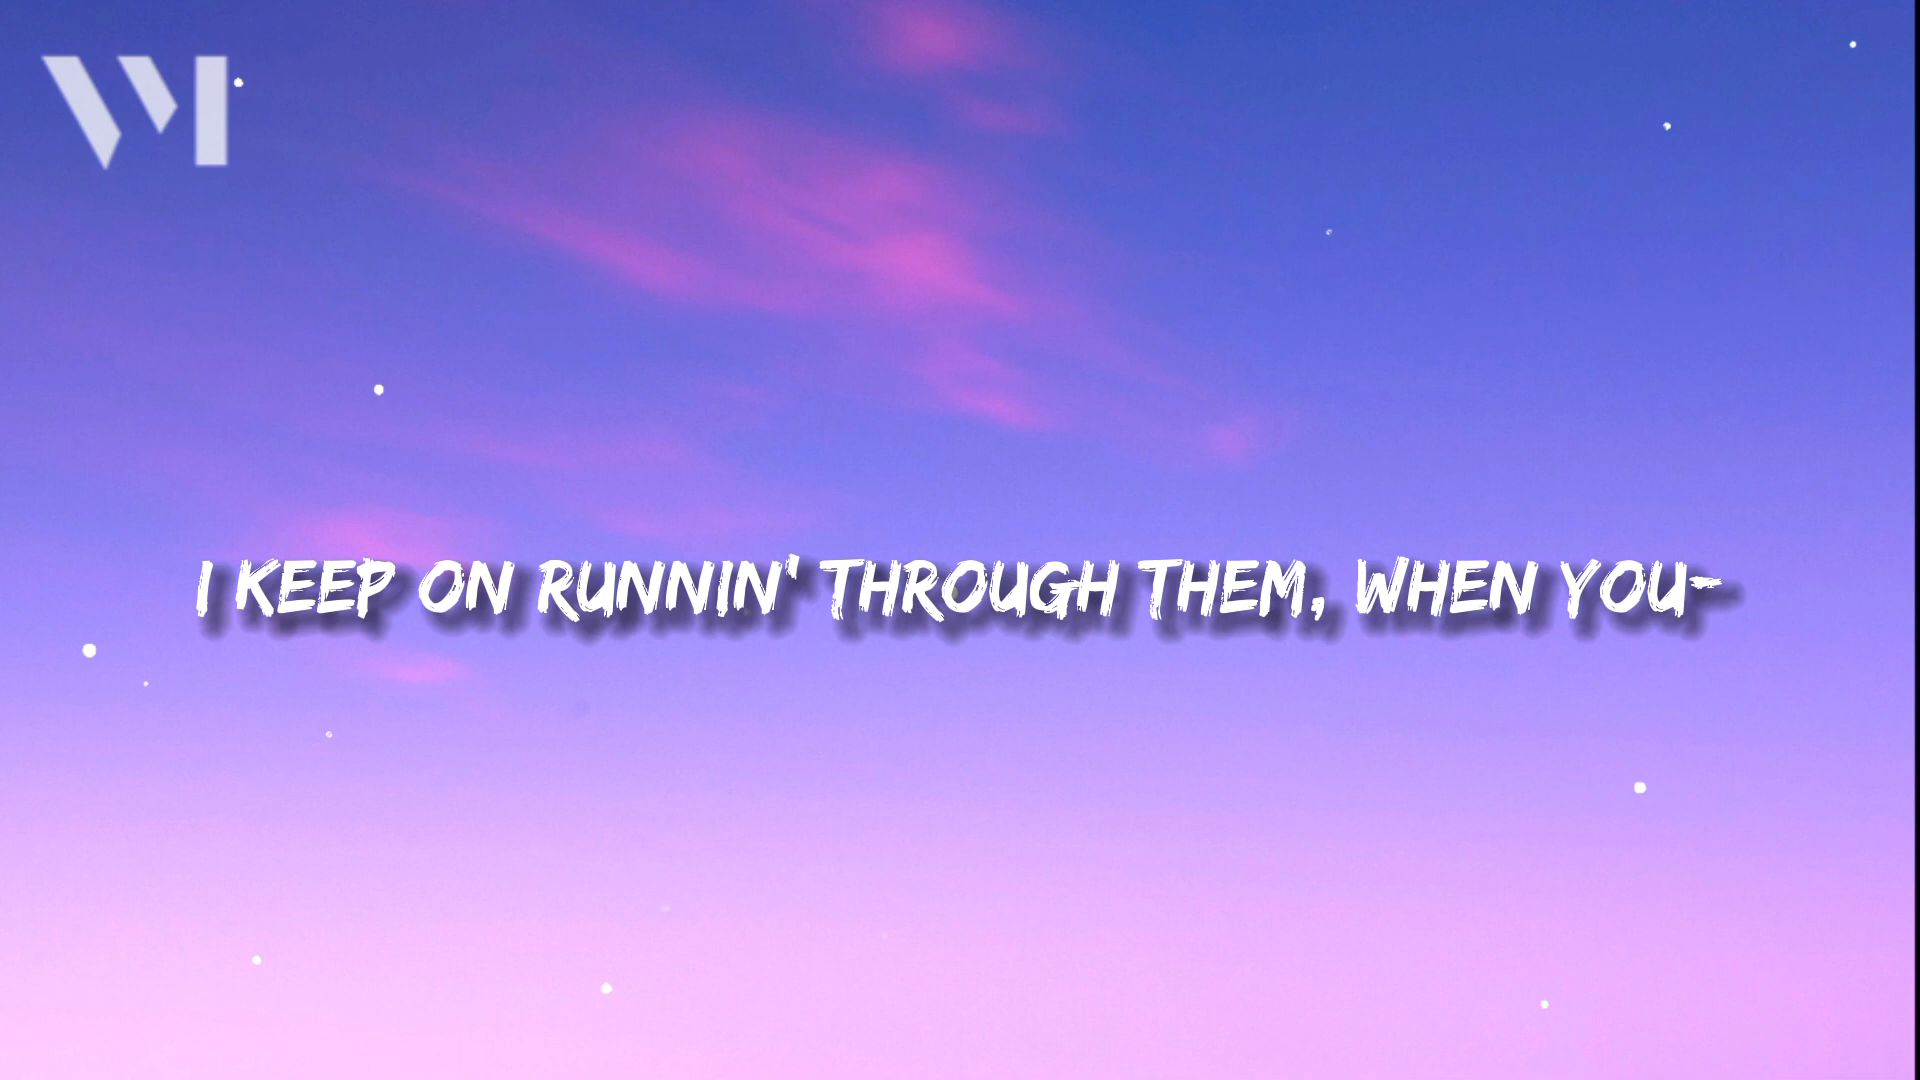 I KEEP ON RUNNIN' THROUGH THEM, WHEN YOU-